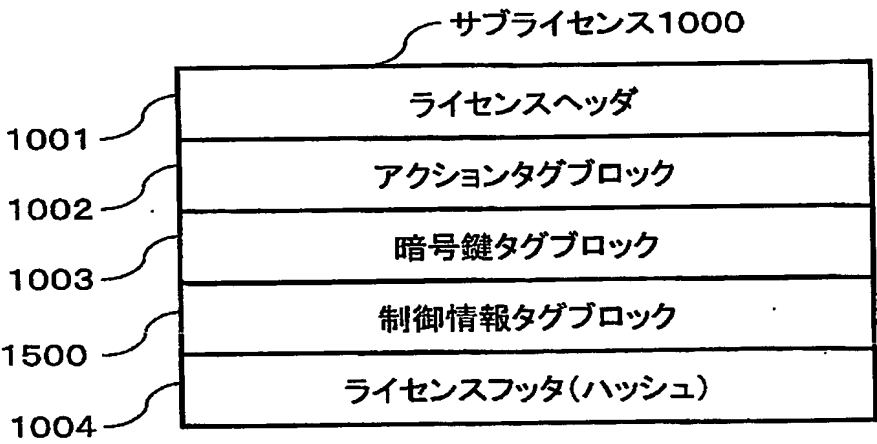 サブライセンス1000
ライセンスヘッダ
1001
アクションタグブロック
1002
暗号鍵タグブロック
1003
制御情報タグブロック
1500
ライセンスフッタ(ハッシュ)
1004